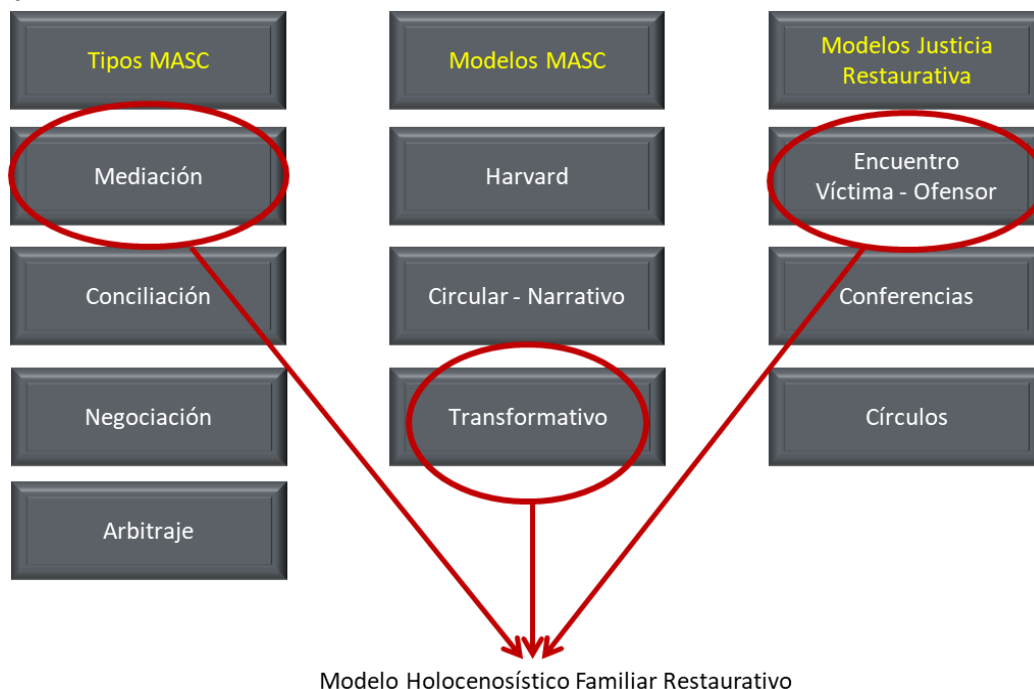 Tipos MASC
Mediación
Conciliación
Negociación
Arbitraje
Modelos MASC
Harvard
Circular - Narrativo
Transformativo
Modelos Justicia
Restaurativa
Encuentro
Víctima - Ofensor
Conferencias
Círculos
Modelo Holocenosístico Familiar Restaurativo